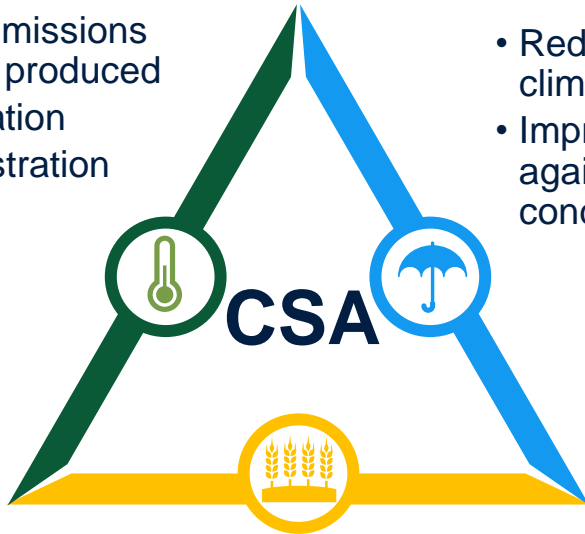 missions
produced
ation
stration
• Red
clim
• Impr
agai
conc
CSA